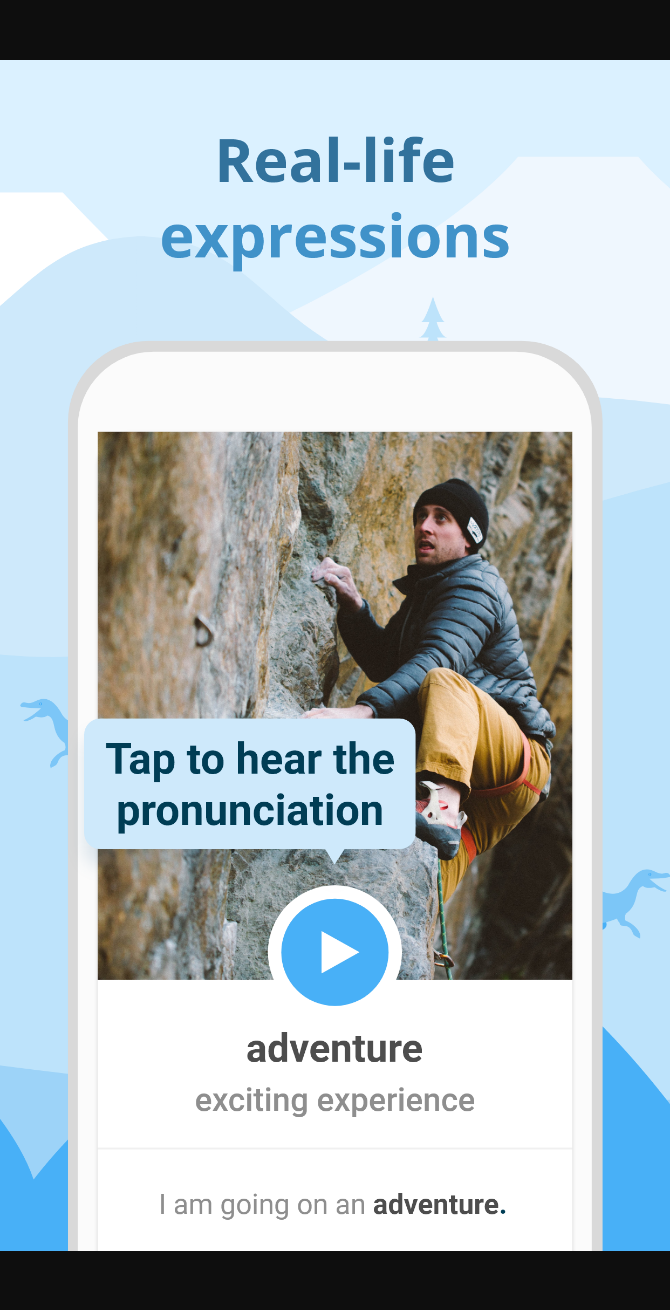 Real-life
expressions
Tap to hear the
pronunciation
adventure
exciting experience
I am going on an adventure.